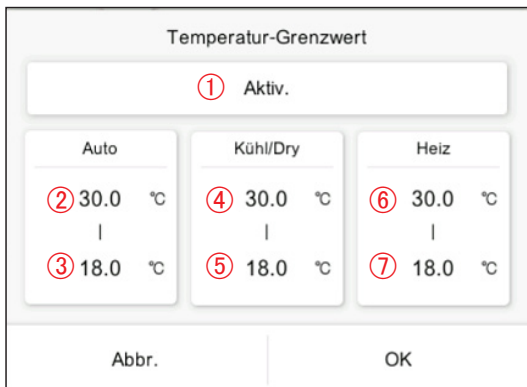 Temperatur-Grenzwert
① Aktiv.
Auto Kühl/Dry Heiz
② 30.0 ℃ ④ 30.0 ℃ ⑥ 30.0 ℃
| | |
③ 18.0 ℃ ⑤ 18.0 ℃ ⑦ 18.0 ℃
Abbr. OK